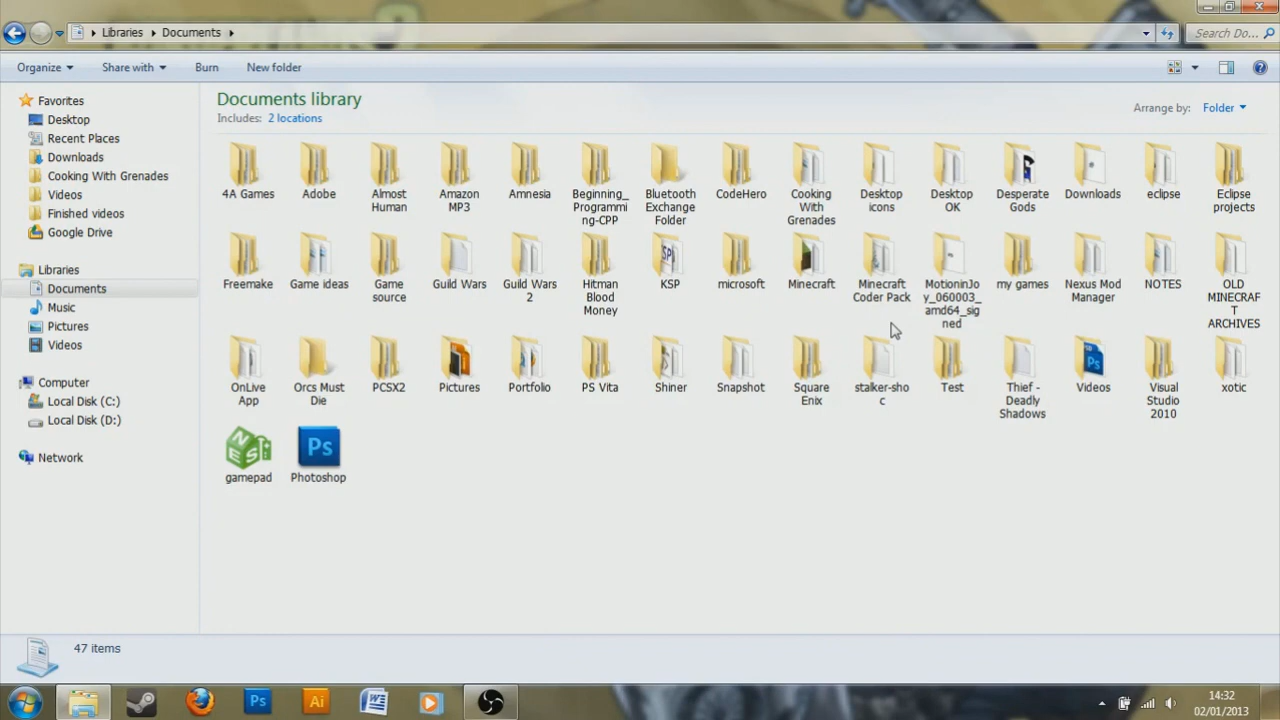 Libraries Documents
Search Do...
Organize Share with Burn New folder
Documents library
Includes: 2 locations
Arrange by: Folder
Favorites
Desktop
Recent Places
Downloads
Cooking With Grenades
Videos
Finished videos
Google Drive
Libraries
Documents
Music
Pictures
Videos
Computer
Local Disk (C:)
Local Disk (D:)
Network
4A Games
Adobe
Almost
Human
Amazon
MP3
Amnesia
Beginning_
Programmi
ng-CPP
Bluetooth
Exchange
Folder
CodeHero
Cooking
With
Grenades
Desktop
icons
Desktop
OK
Desperate
Gods
Downloads
eclipse
Eclipse
projects
Freemake
Game ideas
Game
source
Guild Wars
Guild Wars
2
Hitman
Blood
Money
KSP
microsoft
Minecraft
Minecraft
Coder Pack
MotioninJo
y_060003_
amd64_sig
ned
my games
Nexus Mod
Manager
NOTES
OLD
MINECRAF
T
ARCHIVES
OnLive
App
Orcs Must
Die
PCSX2
Pictures
Portfolio
PS Vita
Shiner
Snapshot
Square
Enix
stalker-sho
c
Test
Thief -
Deadly
Shadows
Videos
Visual
Studio
2010
xotic
gamepad
Photoshop
47 items
14:32
02/01/2013